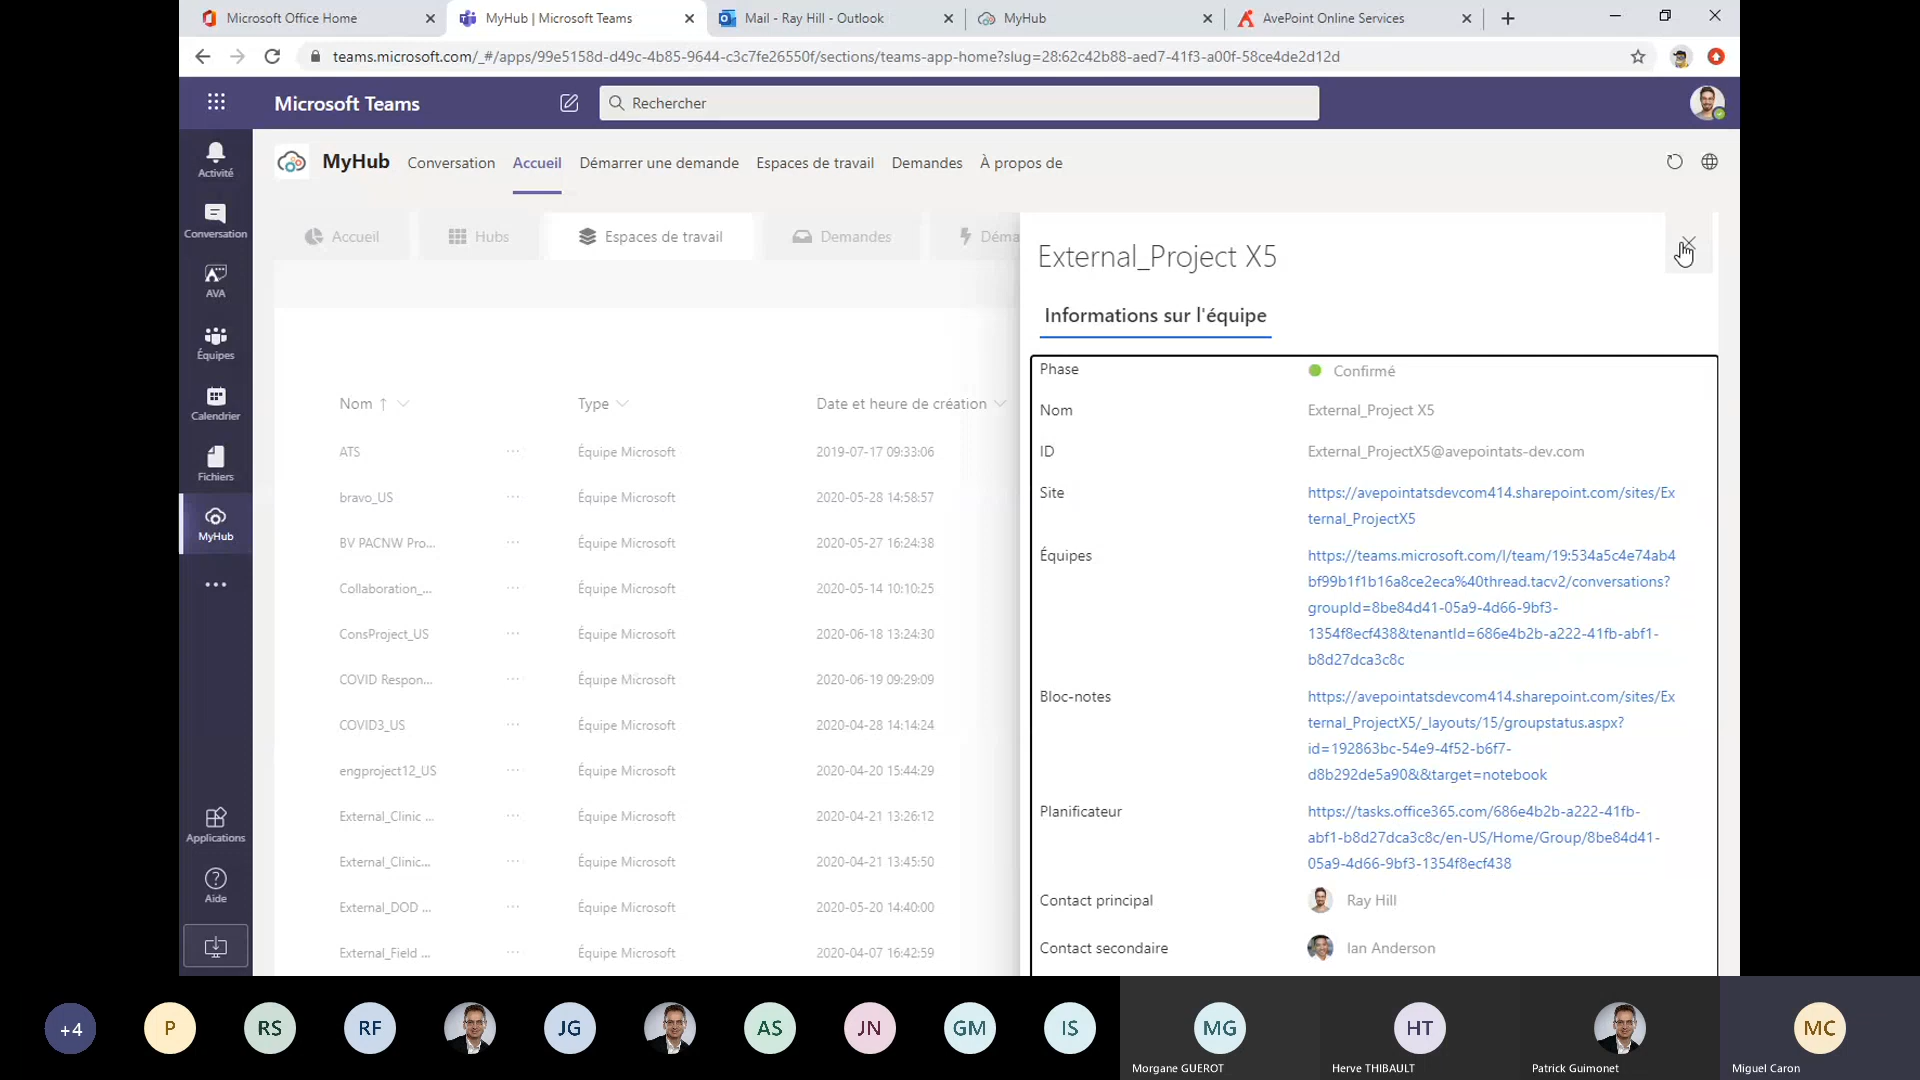 Microsoft Office Home
MyHub | Microsoft Teams
Mail - Ray Hill - Outlook
MyHub
AvePoint Online Services
teams.microsoft.com/_#/apps/99e5158d-d49c-4b85-9644-c3c7fe26550f/sections/teams-app-home?slug=28:62c42b88-aed7-41f3-a00f-58ce4de2d12d
Microsoft Teams
Rechercher
Activité
Conversation
AVA
Équipes
Calendrier
Fichiers
MyHub
Applications
Aide
MyHub Conversation Accueil Démarrer une demande Espaces de travail Demandes À propos de
Accueil Hubs Espaces de travail Demandes Déma
Nom ↑ Type Date et heure de création
ATS ... Équipe Microsoft 2019-07-17 09:33:06
bravo_US ... Équipe Microsoft 2020-05-28 14:58:57
BV PACNW Pro... ... Équipe Microsoft 2020-05-27 16:24:38
Collaboration_... ... Équipe Microsoft 2020-05-14 10:10:25
ConsProject_US ... Équipe Microsoft 2020-06-18 13:24:30
COVID Respon... ... Équipe Microsoft 2020-06-19 09:29:09
COVID3_US ... Équipe Microsoft 2020-04-28 14:14:24
engproject12_US ... Équipe Microsoft 2020-04-20 15:44:29
External_Clinic ... ... Équipe Microsoft 2020-04-21 13:26:12
External_Clinic... ... Équipe Microsoft 2020-04-21 13:45:50
External_DOD ... ... Équipe Microsoft 2020-05-20 14:40:00
External_Field ... ... Équipe Microsoft 2020-04-07 16:42:59
External_Project X5
Informations sur l'équipe
Phase Confirmé
Nom External_Project X5
ID External_ProjectX5@avepointats-dev.com
Site https://avepointatsdevcom414.sharepoint.com/sites/Ex
ternal_ProjectX5
Équipes https://teams.microsoft.com/l/team/19:534a5c4e74ab4
bf99b1f1b16a8ce2eca%40thread.tacv2/conversations?
groupId=8be84d41-05a9-4d66-9bf3-
1354f8ecf438&tenantId=686e4b2b-a222-41fb-abf1-
b8d27dca3c8c
Bloc-notes https://avepointatsdevcom414.sharepoint.com/sites/Ex
ternal_ProjectX5/_layouts/15/groupstatus.aspx?
id=192863bc-54e9-4f52-b6f7-
d8b292de5a90&&target=notebook
Planificateur https://tasks.office365.com/686e4b2b-a222-41fb-
abf1-b8d27dca3c8c/en-US/Home/Group/8be84d41-
05a9-4d66-9bf3-1354f8ecf438
Contact principal Ray Hill
Contact secondaire Ian Anderson
+4 P RS RF JG AS JN GM IS MG HT MC
Morgane GUEROT
Herve THIBAULT
Patrick Guimonet
Miguel Caron